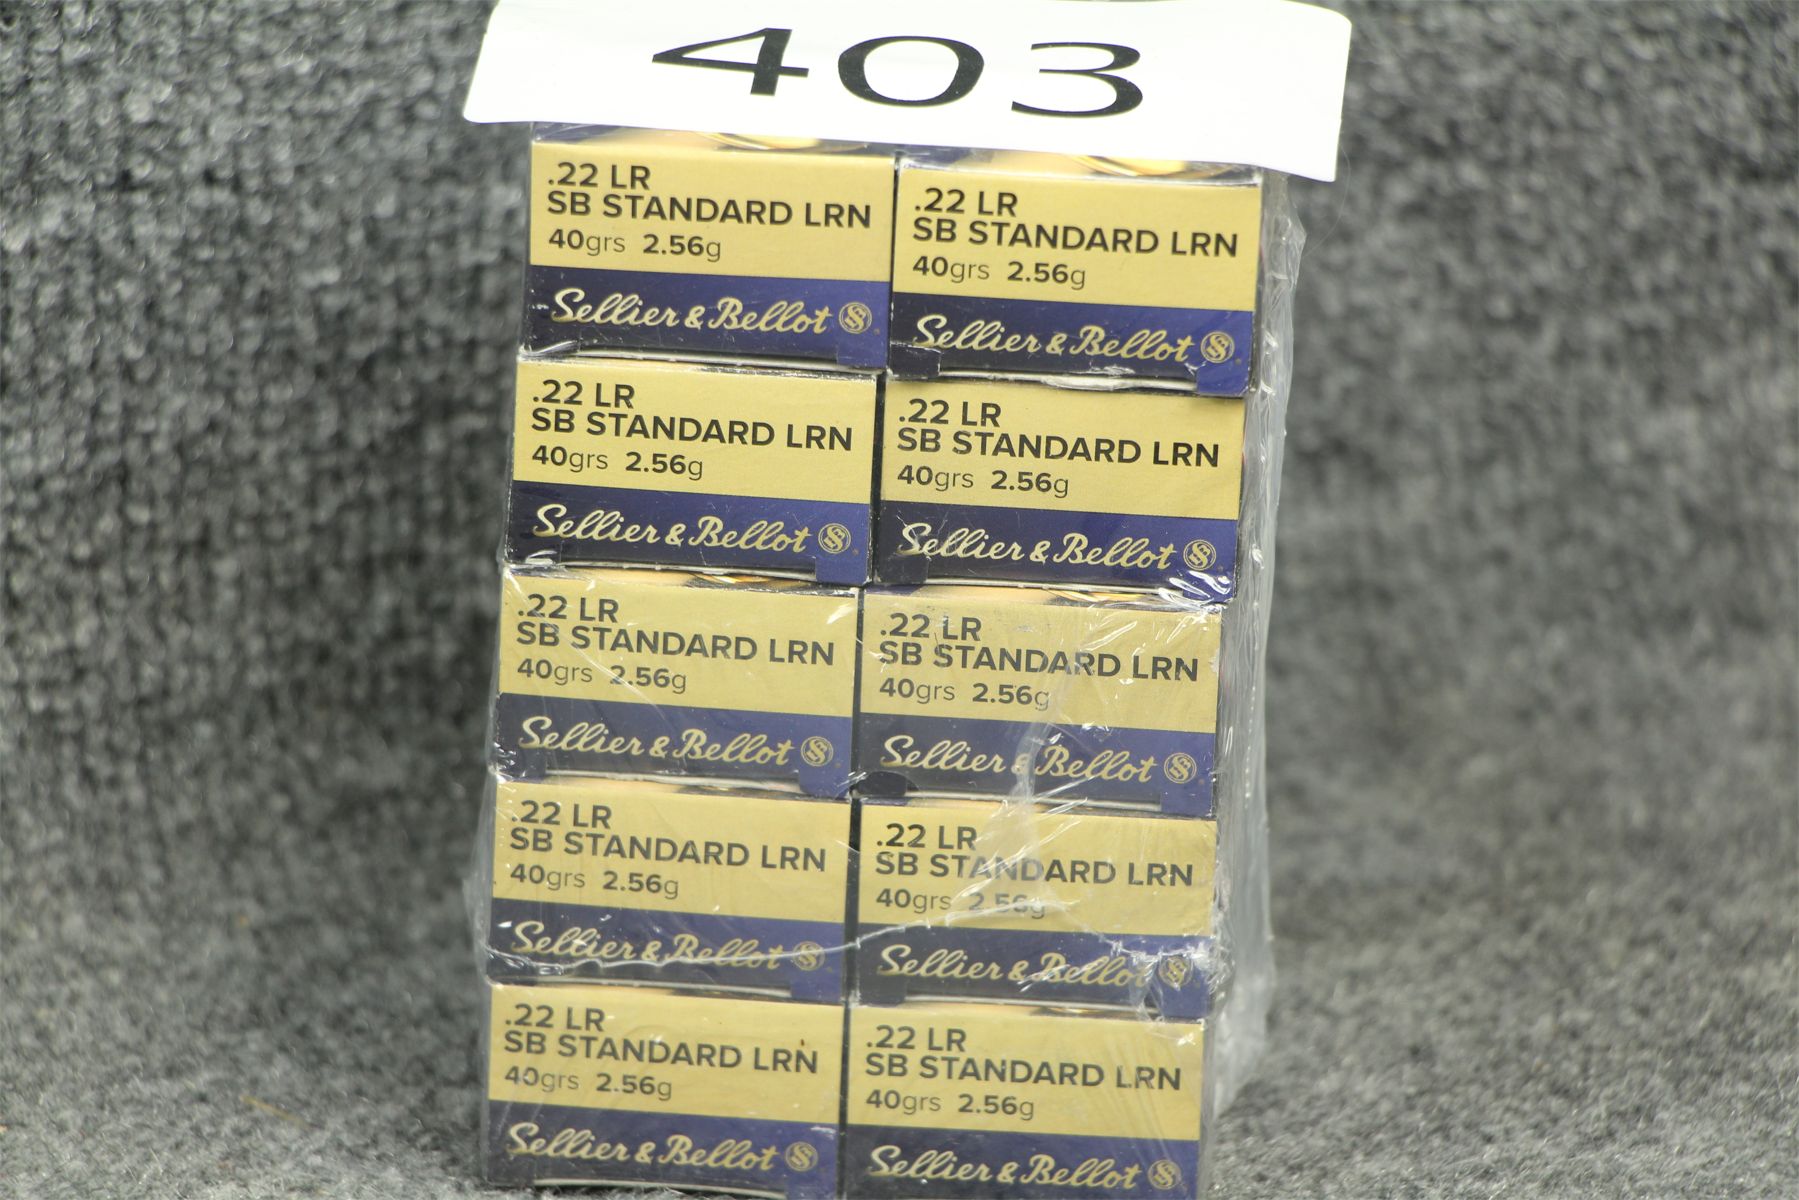 403
.22 LR
SB STANDARD LRN
40grs 2.56g
Sellier & Bellot
.22 LR
SB STANDARD LRN
40grs 2.56g
Sellier & Bellot
.22 LR
SB STANDARD LRN
40grs 2.56g
Sellier & Bellot
.22 LR
SB STANDARD LRN
40grs 2.56g
Sellier & Bellot
.22 LR
SB STANDARD LRN
40grs 2.56g
Sellier & Bellot
.22 LR
SB STANDARD LRN
40grs 2.56g
Sellier & Bellot
.22 LR
SB STANDARD LRN
40grs 2.56g
Sellier & Bellot
.22 LR
SB STANDARD LRN
40grs 2.56g
Sellier & Bellot
.22 LR
SB STANDARD LRN
40grs 2.56g
Sellier & Bellot
.22 LR
SB STANDARD LRN
40grs 2.56g
Sellier & Bellot